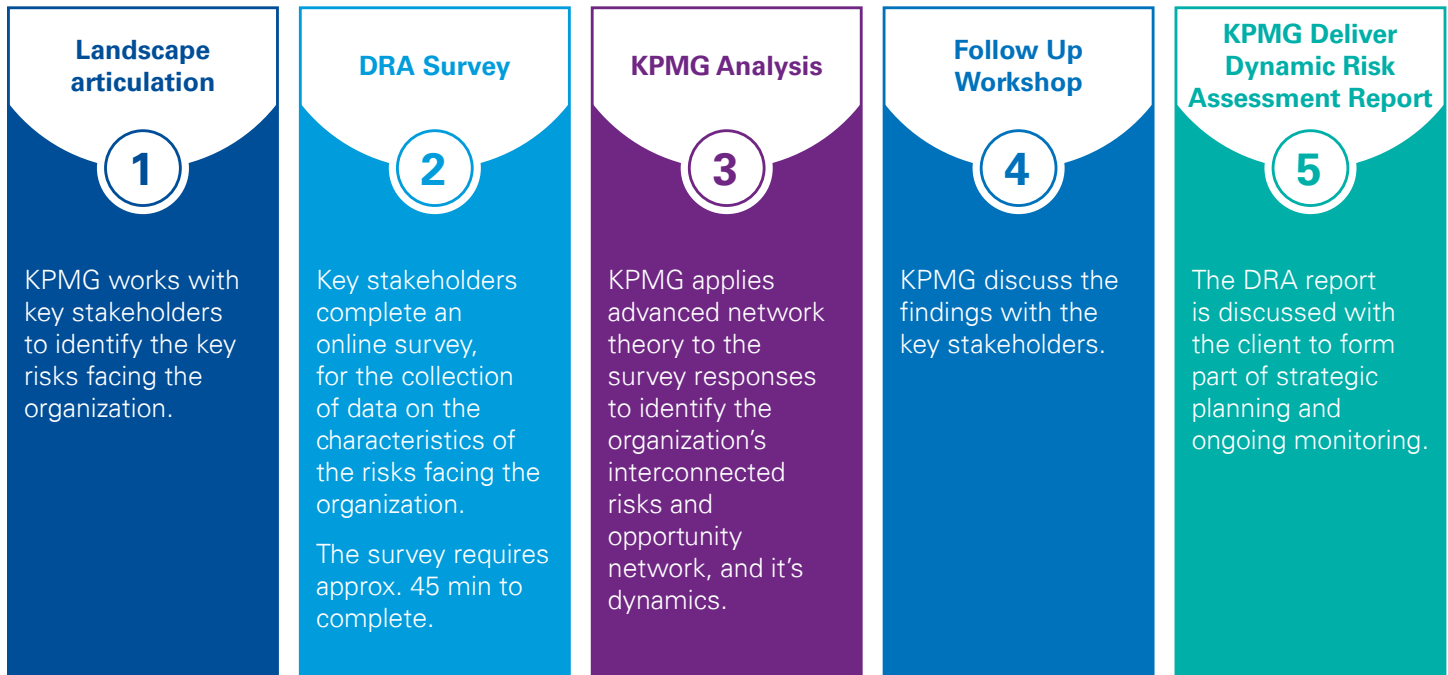 Landscape
articulation
1
KPMG works with
key stakeholders
to identify the key
risks facing the
organization.
DRA Survey
2
Key stakeholders
complete an
online survey,
for the collection
of data on the
characteristics of
the risks facing the
organization.
The survey requires
approx. 45 min to
complete.
KPMG Analysis
3
KPMG applies
advanced network
theory to the
survey responses
to identify the
organization’s
interconnected
risks and
opportunity
network, and it’s
dynamics.
Follow Up
Workshop
4
KPMG discuss the
findings with the
key stakeholders.
KPMG Deliver
Dynamic Risk
Assessment Report
5
The DRA report
is discussed with
the client to form
part of strategic
planning and
ongoing monitoring.